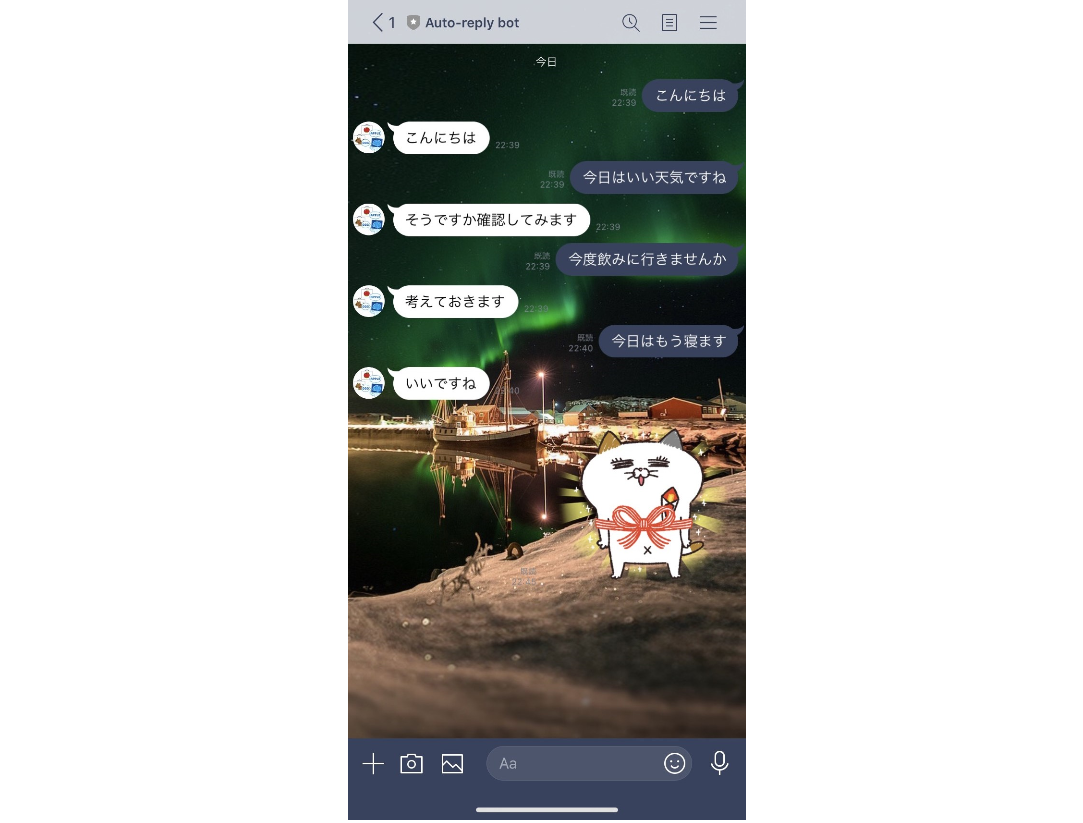 1 Auto-reply bot
今日
既読
22:39
こんにちは
こんにちは
22:39
既読
22:39
今日はいい天気ですね
そうですか確認してみます
22:39
既読
22:39
今度飲みに行きませんか
考えておきます
22:39
既読
22:40
今日はもう寝ます
いいですね
22:40
既読
Aa